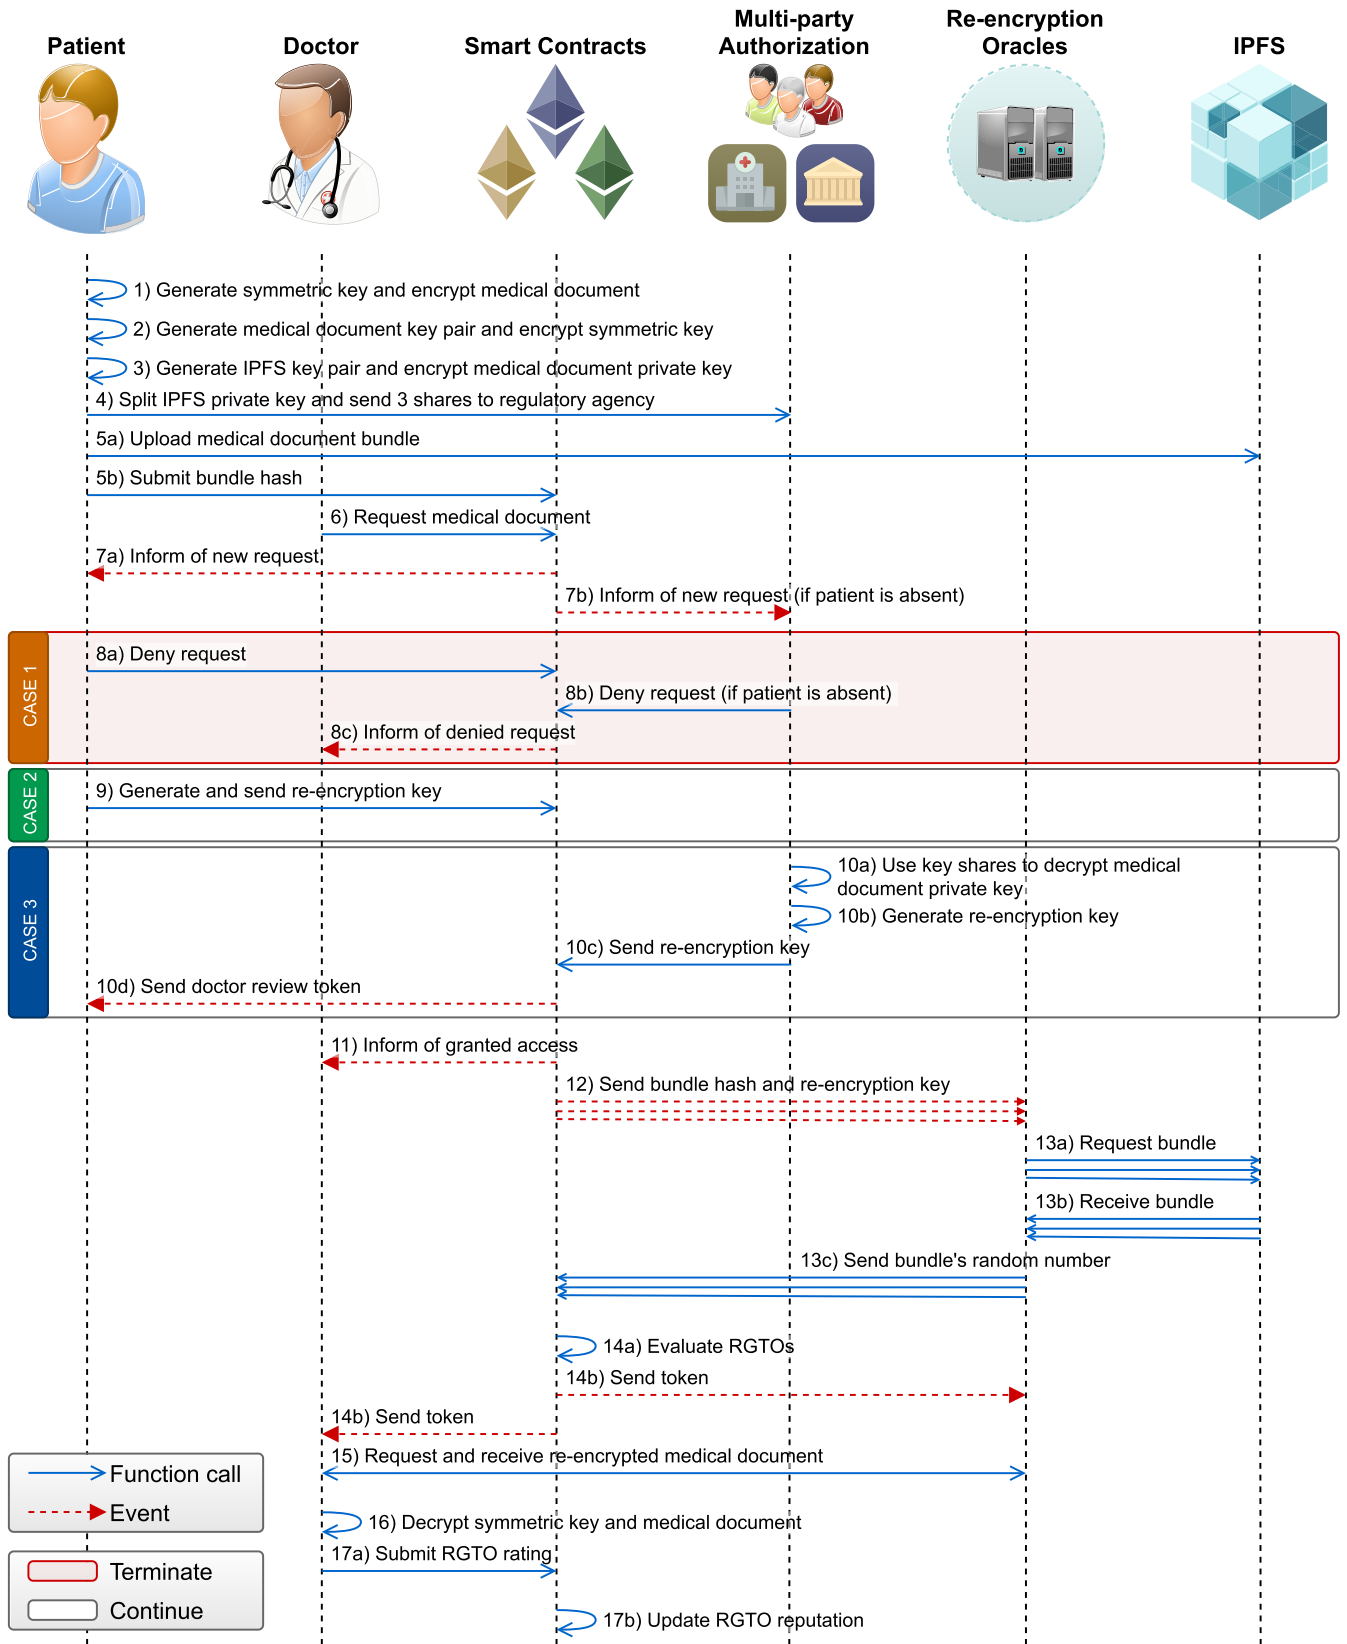 Patient
Doctor
Smart Contracts
Multi-party
Authorization
Re-encryption
Oracles
IPFS
1) Generate symmetric key and encrypt medical document
2) Generate medical document key pair and encrypt symmetric key
3) Generate IPFS key pair and encrypt medical document private key
4) Split IPFS private key and send 3 shares to regulatory agency
5a) Upload medical document bundle
5b) Submit bundle hash
6) Request medical document
7a) Inform of new request
7b) Inform of new request (if patient is absent)
CASE 1
8a) Deny request
8b) Deny request (if patient is absent)
8c) Inform of denied request
CASE 2
9) Generate and send re-encryption key
CASE 3
10a) Use key shares to decrypt medical
document private key
10b) Generate re-encryption key
10c) Send re-encryption key
10d) Send doctor review token
11) Inform of granted access
12) Send bundle hash and re-encryption key
13a) Request bundle
13b) Receive bundle
13c) Send bundle's random number
14a) Evaluate RGTOs
14b) Send token
14b) Send token
15) Request and receive re-encrypted medical document
16) Decrypt symmetric key and medical document
17a) Submit RGTO rating
17b) Update RGTO reputation
Function call
Event
Terminate
Continue